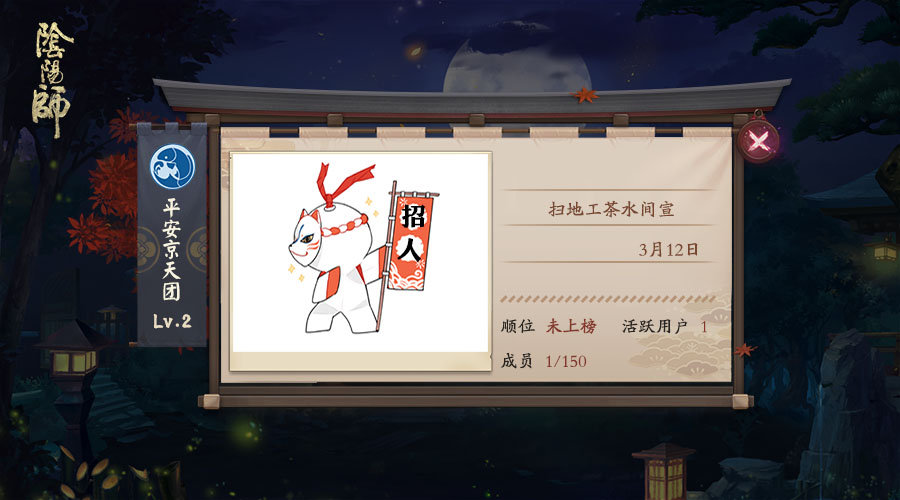 陰陽師
平安京天团
Lv.2
招人
扫地工茶水间宣
3月12日
顺位 未上榜 活跃用户 1
成员 1/150